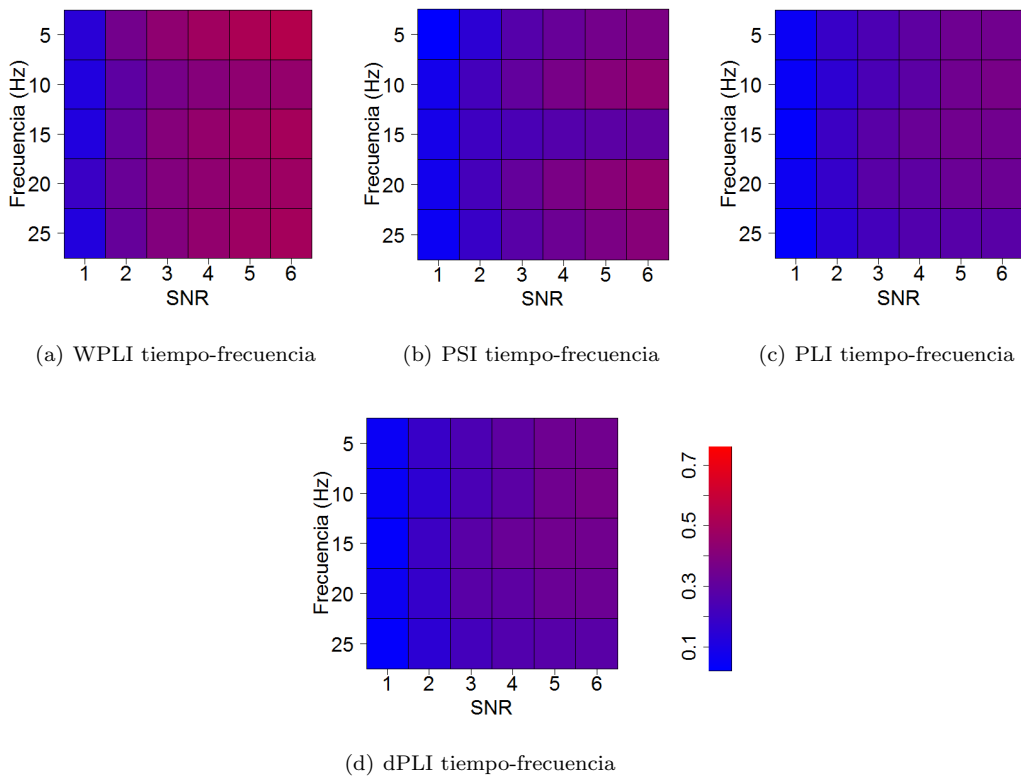 Frecuencia (Hz)
5
10
15
20
25
1 2 3 4 5 6
SNR
(a) WPLI tiempo-frecuencia
Frecuencia (Hz)
5
10
15
20
25
1 2 3 4 5 6
SNR
(b) PSI tiempo-frecuencia
Frecuencia (Hz)
5
10
15
20
25
1 2 3 4 5 6
SNR
(c) PLI tiempo-frecuencia
Frecuencia (Hz)
5
10
15
20
25
1 2 3 4 5 6
SNR
0.7
0.5
0.3
0.1
(d) dPLI tiempo-frecuencia